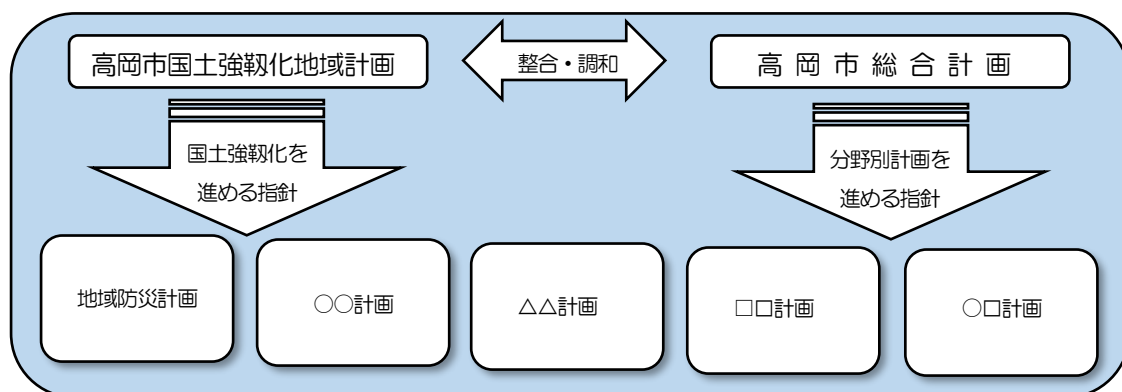 高岡市国土強靱化地域計画
整合・調和
高岡市総合計画
国土強靱化を
進める指針
分野別計画を
進める指針
地域防災計画
○○計画
△△計画
□□計画
○□計画